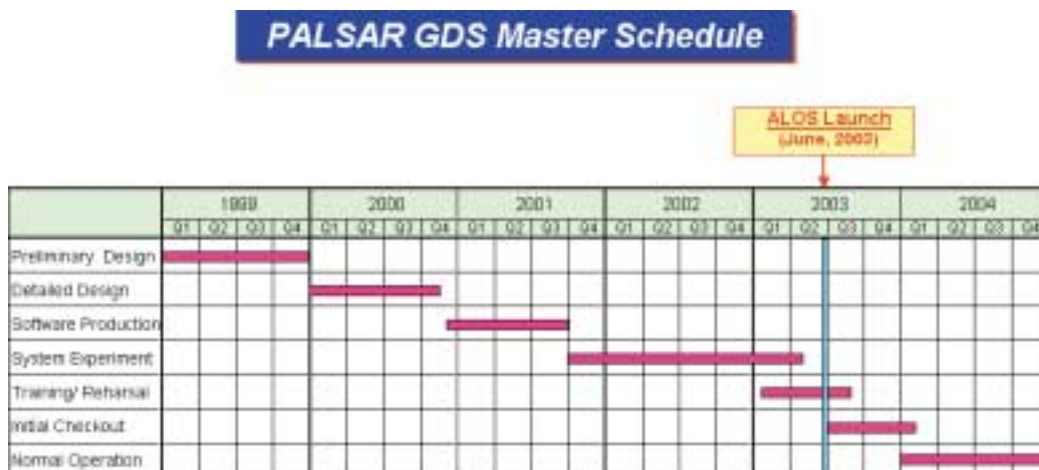 PALSAR GDS Master Schedule
ALOS Launch
(June, 2003)
1999 2000 2001 2002 2003 2004
Q1 Q2 Q3 Q4 Q1 Q2 Q3 Q4 Q1 Q2 Q3 Q4 Q1 Q2 Q3 Q4 Q1 Q2 Q3 Q4 Q1 Q2 Q3 Q4
Preliminary Design
Detailed Design
Software Production
System Experiment
Training/ Reharsal
Initial Checkout
Normal Operation